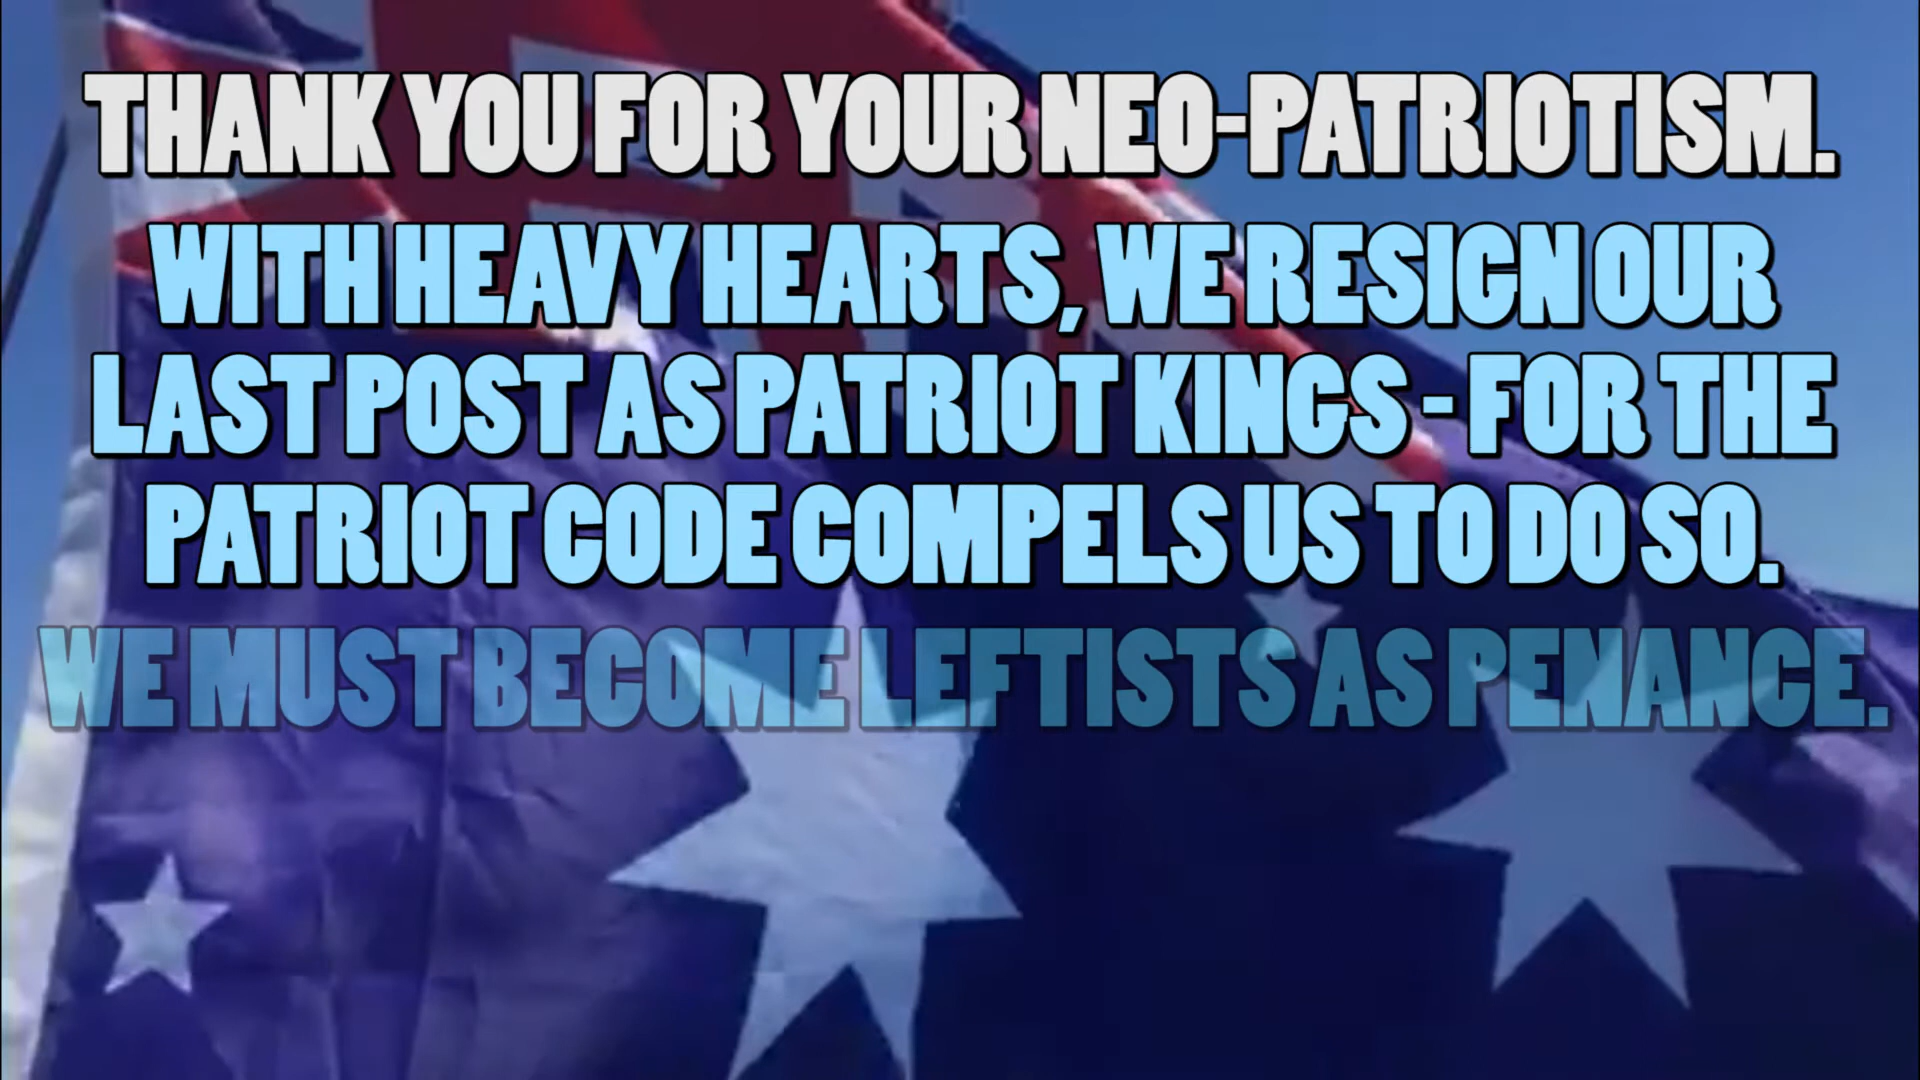 THANK YOU FOR YOUR NEO-PATRIOTISM.
WITH HEAVY HEARTS, WE RESIGN OUR
LAST POST AS PATRIOT KINGS - FOR THE
PATRIOT CODE COMPELS US TO DO SO.
WE MUST BECOME LEFTISTS AS PENANCE.